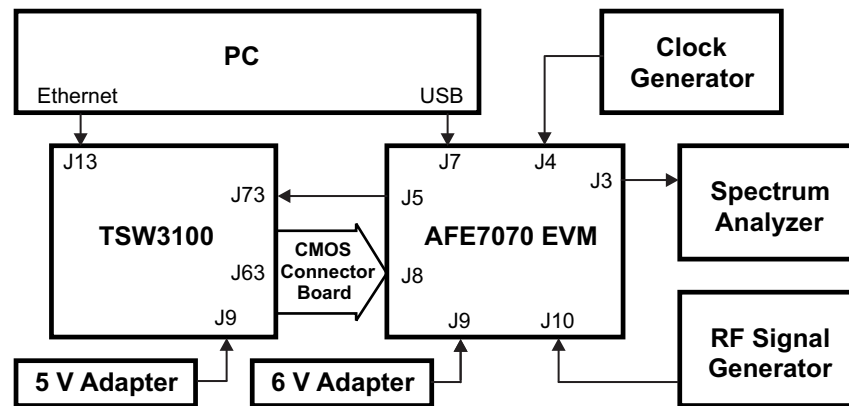 PC
Ethernet
USB
Clock
Generator
J13
J7
J4
J3
J73
J5
TSW3100
AFE7070 EVM
Spectrum
Analyzer
CMOS
Connector
Board
J63
J8
J9
J9
J10
RF Signal
Generator
5 V Adapter
6 V Adapter